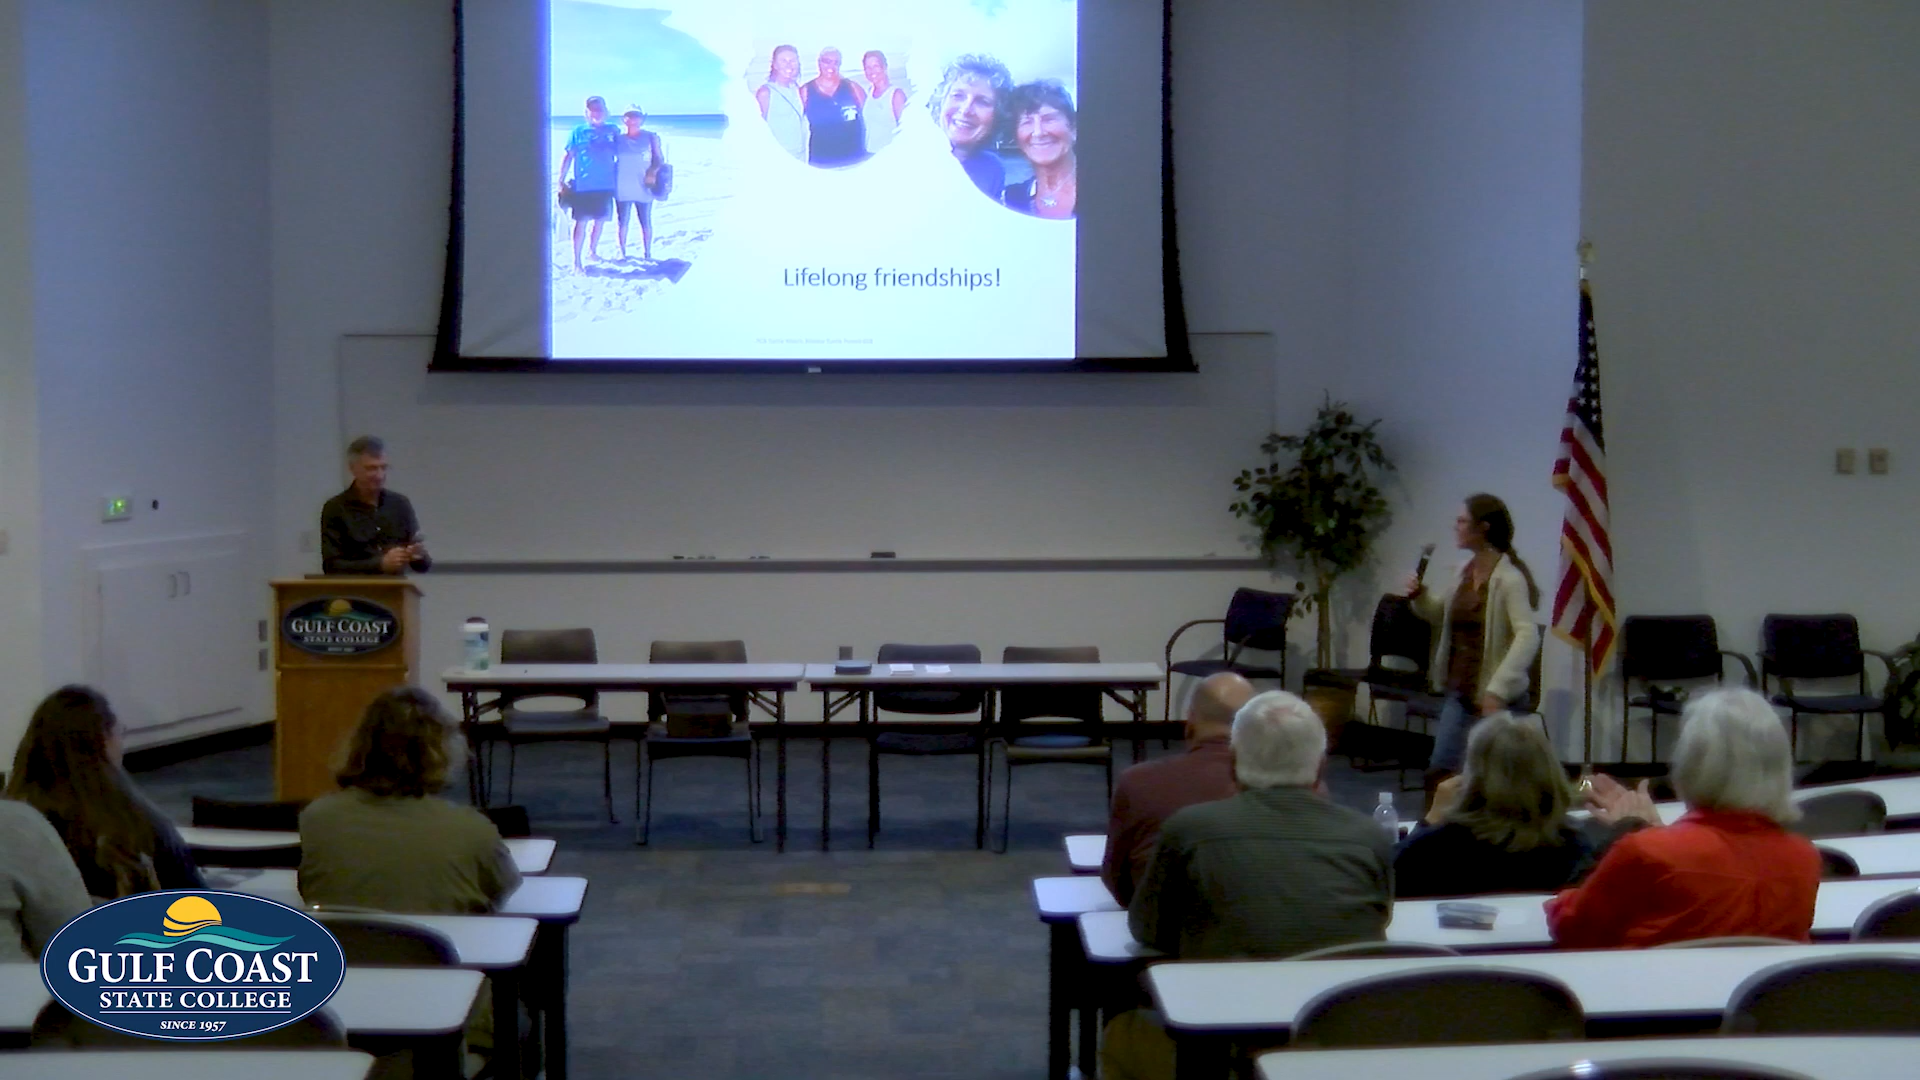 Lifelong friendships!
GULF COAST
STATE COLLEGE
GULF COAST
STATE COLLEGE
SINCE 1957